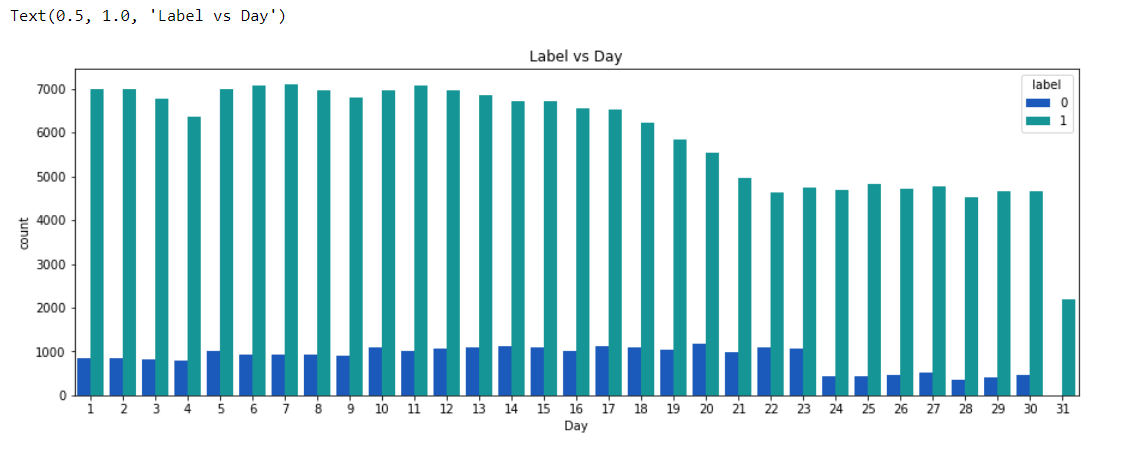 Text(0.5, 1.0, 'Label vs Day')
Label vs Day
label
0
1
7000
6000
5000
4000
3000
2000
1000
0
count
1 2 3 4 5 6 7 8 9 10 11 12 13 14 15 16 17 18 19 20 21 22 23 24 25 26 27 28 29 30 31
Day